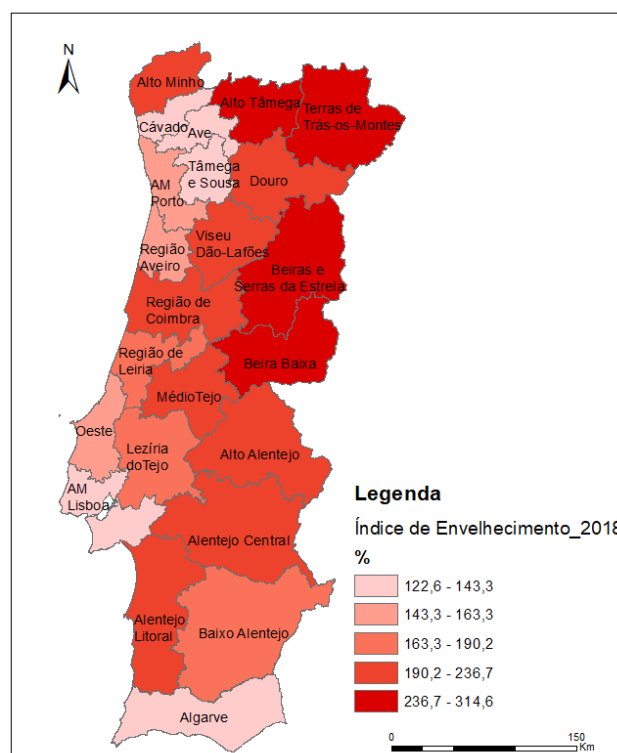 N
Alto Minho
Alto Tâmega
Terras de
Trás-os-Montes
Cávado
Ave
Tâmega
e Sousa
Douro
AM
Porto
Viseu
Dão-Lafões
Região
Aveiro
Beiras e
Serras da Estrela
Região de
Coimbra
Região de
Leiria
Beira Baixa
MédioTejo
Oeste
Lezíria
doTejo
Alto Alentejo
AM
Lisboa
Alentejo Central
Alentejo
Litoral
Baixo Alentejo
Algarve
Legenda
Índice de Envelhecimento_2018
%
122,6 - 143,3
143,3 - 163,3
163,3 - 190,2
190,2 - 236,7
236,7 - 314,6
0 150
Km